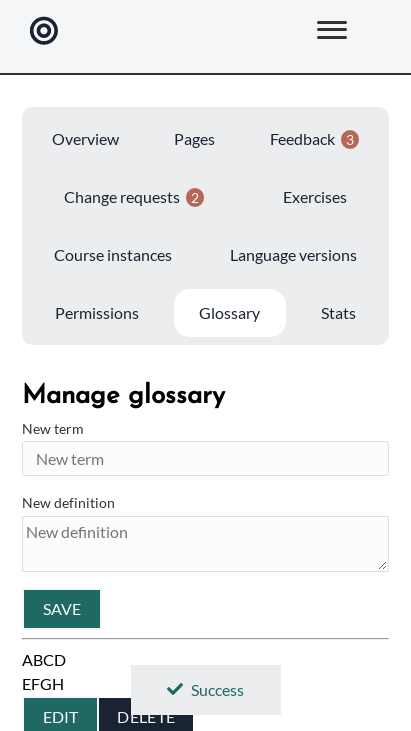 Overview Pages Feedback 3
Change requests 2 Exercises
Course instances Language versions
Permissions Glossary Stats
Manage glossary
New term
New term
New definition
New definition
SAVE
ABCD
EFGH
Success
EDIT DELETE